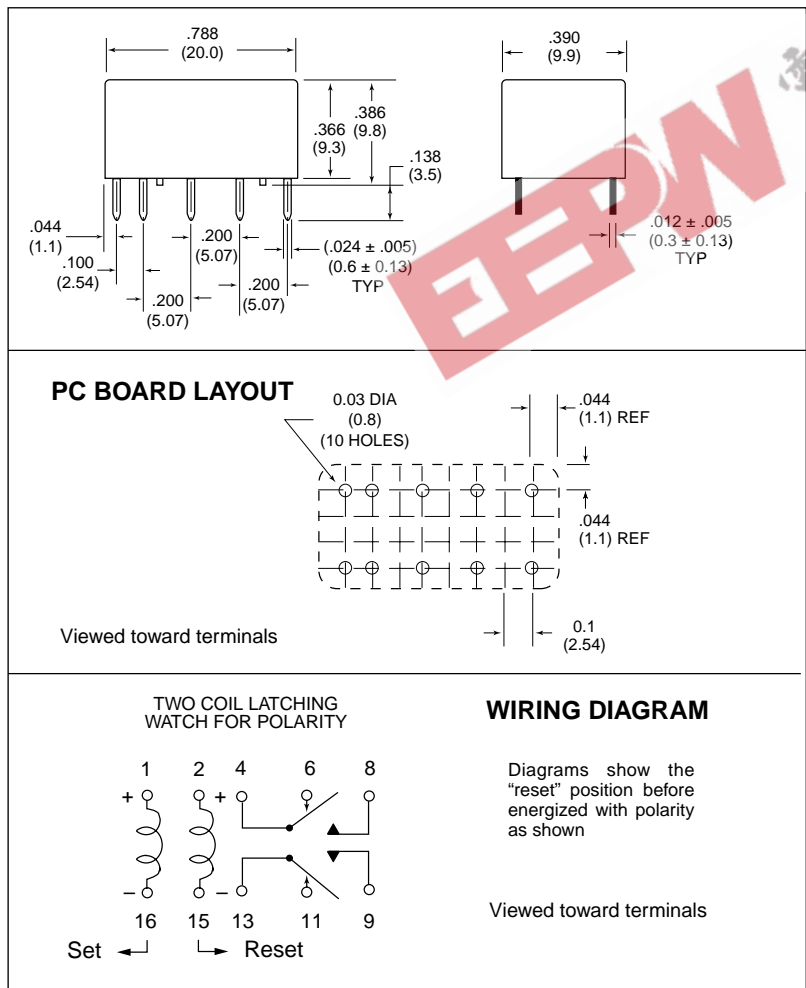 .788
(20.0)
.390
(9.9)
.366
(9.3)
.386
(9.8)
.138
(3.5)
.044
(1.1)
.100
(2.54)
.200
(5.07)
.200
(5.07)
.200
(5.07)
(.024 ± .005)
(0.6 ± 0.13)
TYP
.012 ± .005
(0.3 ± 0.13)
TYP
EEPW
PC BOARD LAYOUT
0.03 DIA
(0.8)
(10 HOLES)
.044
(1.1) REF
.044
(1.1) REF
0.1
(2.54)
Viewed toward terminals
TWO COIL LATCHING
WATCH FOR POLARITY
WIRING DIAGRAM
1 2 4 6 8
+ +
− −
16 15 13 11 9
Set Reset
Diagrams show the
“reset” position before
energized with polarity
as shown
Viewed toward terminals